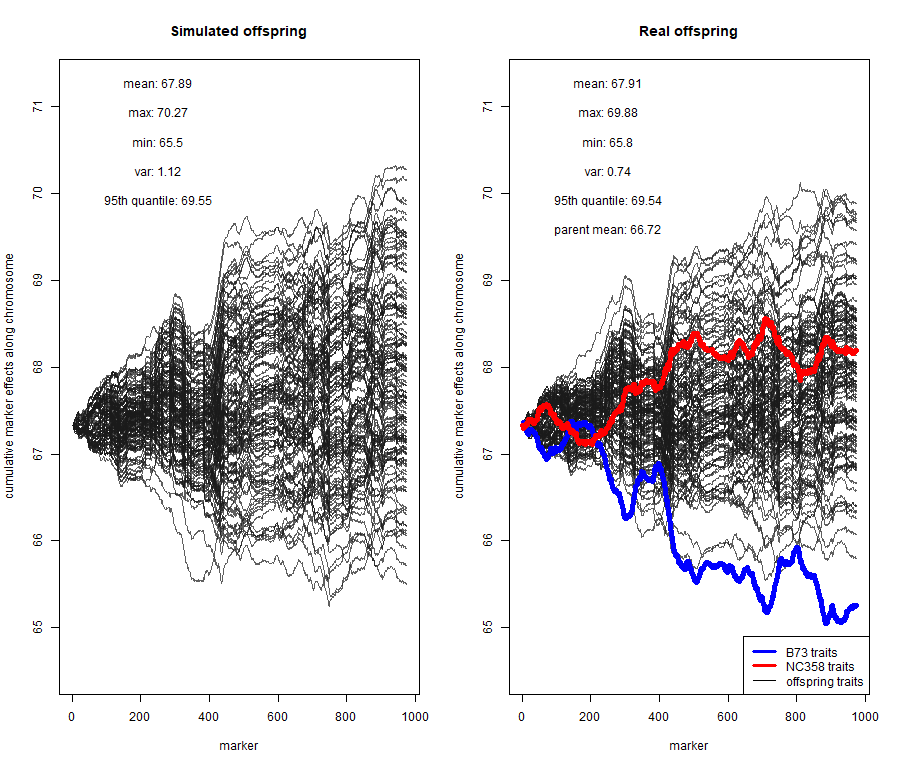 Simulated offspring
mean: 67.89
max: 70.27
min: 65.5
var: 1.12
95th quantile: 69.55
cumulative marker effects along chromosome
71
70
69
68
67
66
65
0 200 400 600 800 1000
marker
Real offspring
mean: 67.91
max: 69.88
min: 65.8
var: 0.74
95th quantile: 69.54
parent mean: 66.72
cumulative marker effects along chromosome
71
70
69
68
67
66
65
B73 traits
NC358 traits
offspring traits
0 200 400 600 800 1000
marker